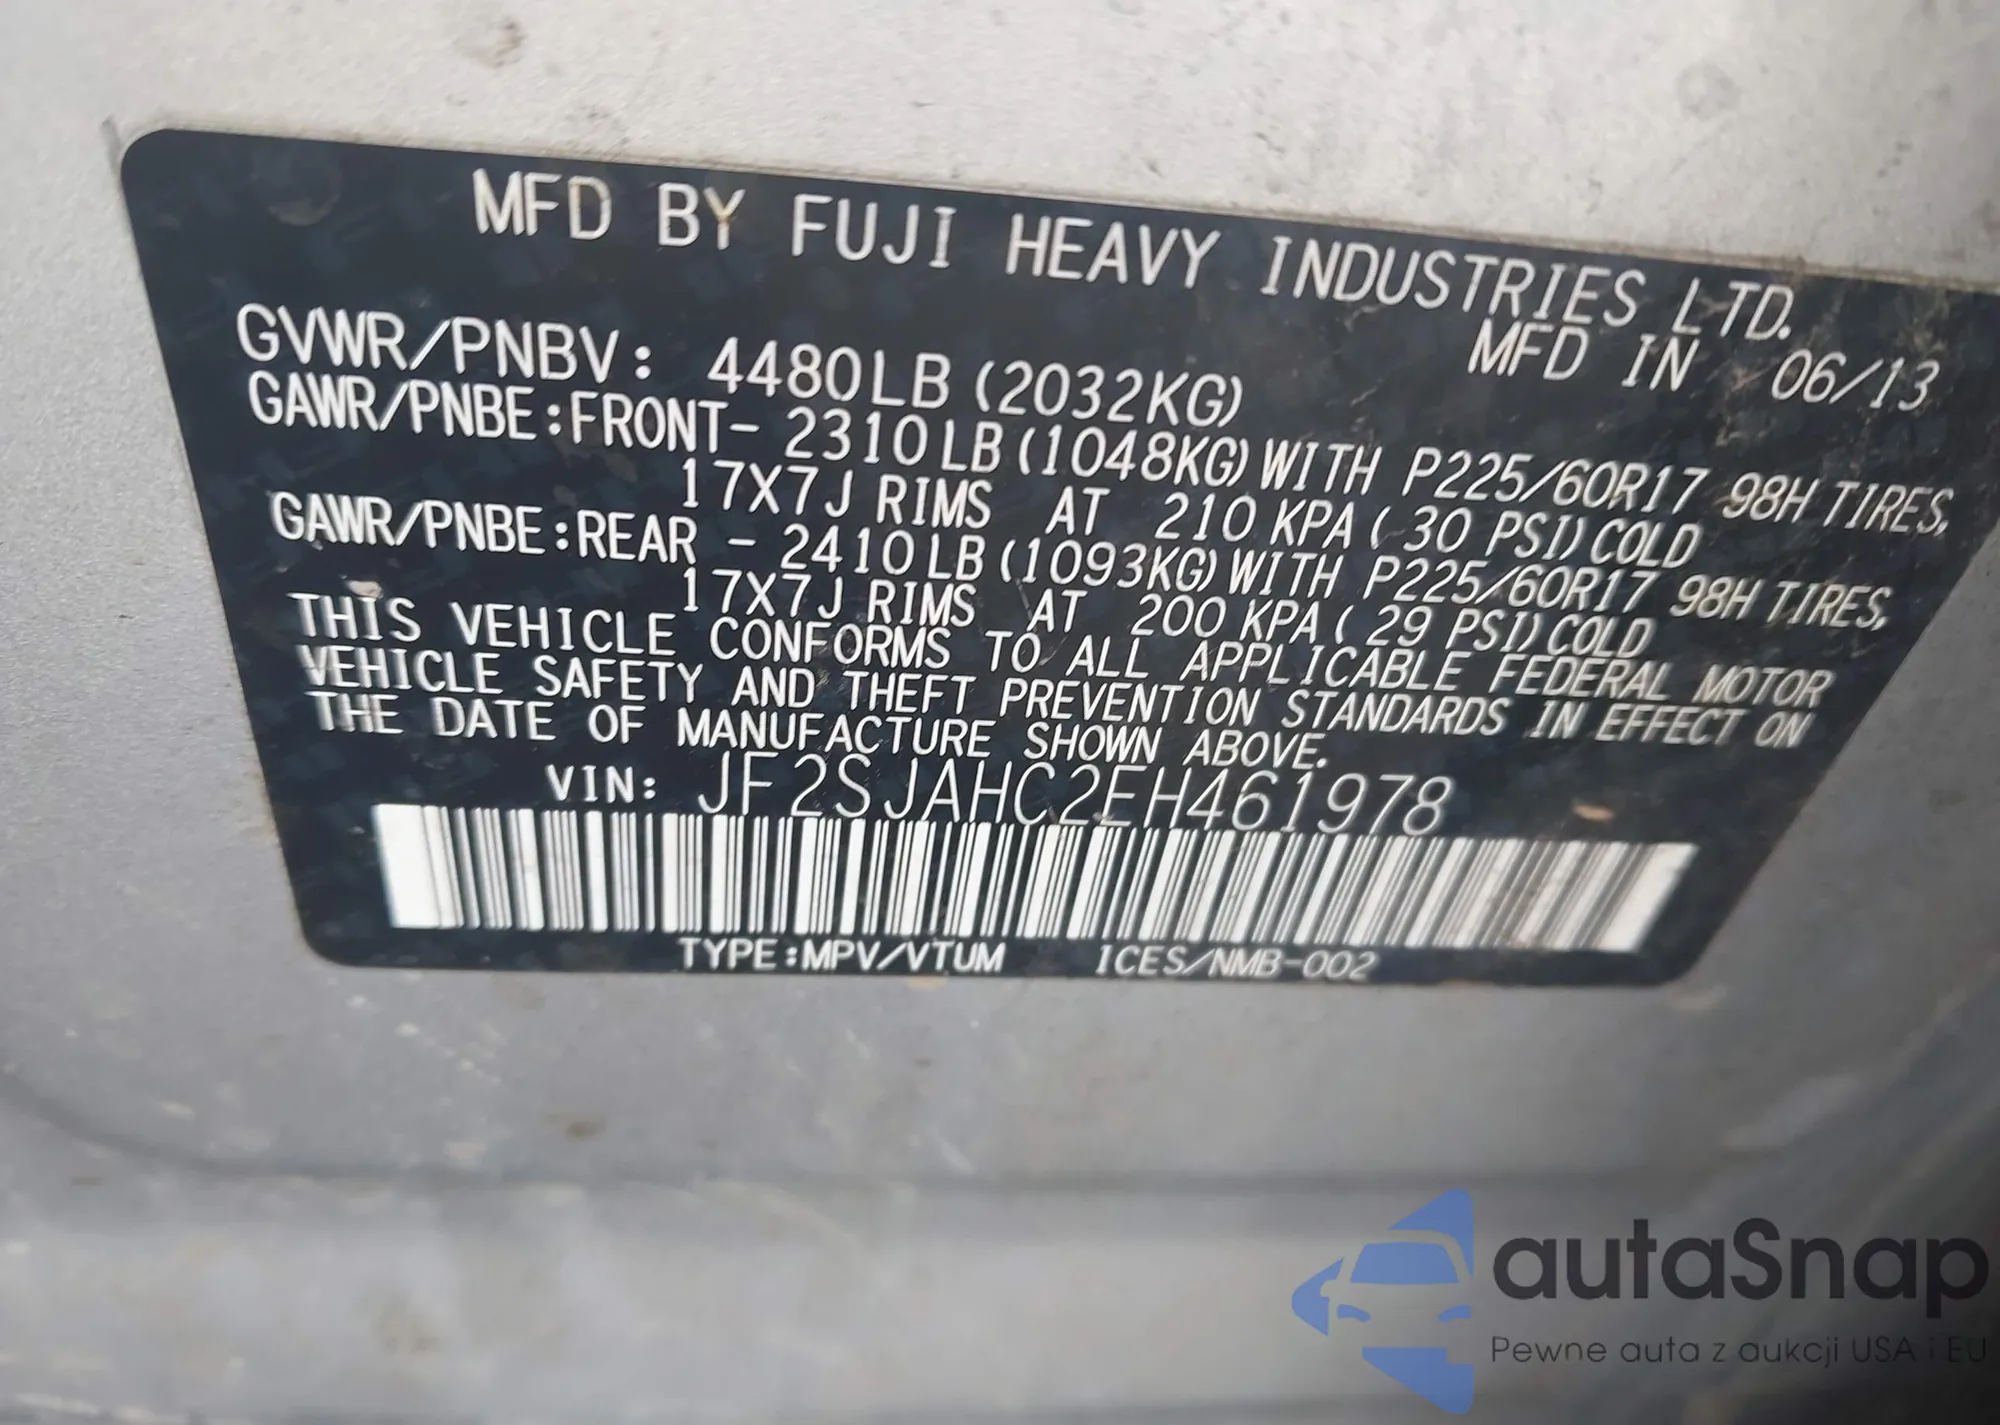 MFD BY FUJI HEAVY INDUSTRIES LTD.
MFD IN 06/13
GVWR/PNBV: 4480LB (2032KG)
GAWR/PNBE:FRONT- 2310LB(1048KG)WITH P225/60R17 98H TIRES,
17X7J RIMS AT 210 KPA( 30 PSI)COLD
GAWR/PNBE:REAR - 2410LB(1093KG)WITH P225/60R17 98H TIRES,
17X7J RIMS AT 200 KPA( 29 PSI)COLD
THIS VEHICLE CONFORMS TO ALL APPLICABLE FEDERAL MOTOR
VEHICLE SAFETY AND THEFT PREVENTION STANDARDS IN EFFECT ON
THE DATE OF MANUFACTURE SHOWN ABOVE.
VIN: JF2SJAHC2EH461978
TYPE:MPV/VTUM ICES/NMB-002
autaSnap
Pewne auta z aukcji USA i EU